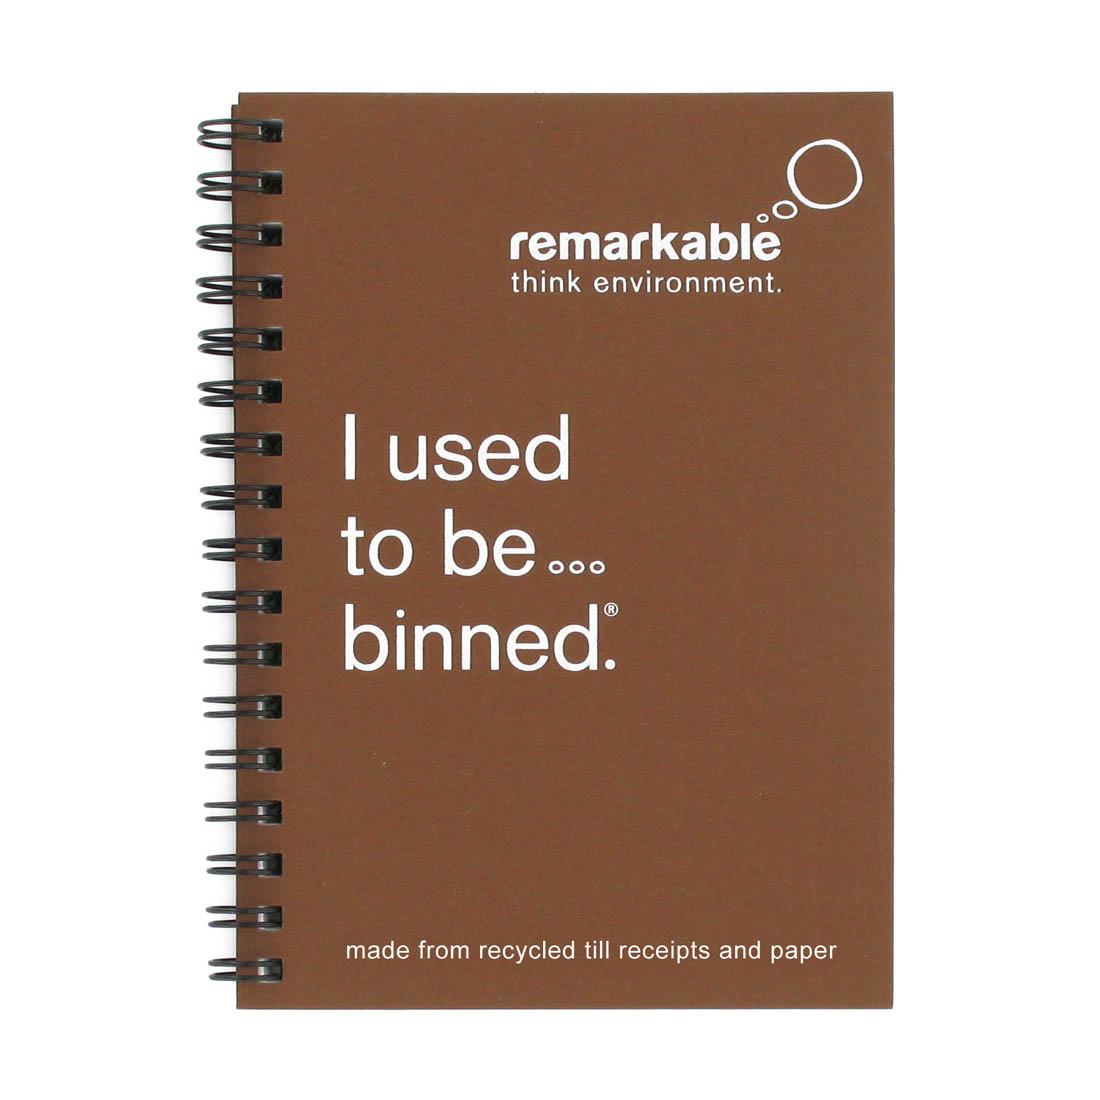 remarkable
think environment.
I used
to be...
binned.®
made from recycled till receipts and paper